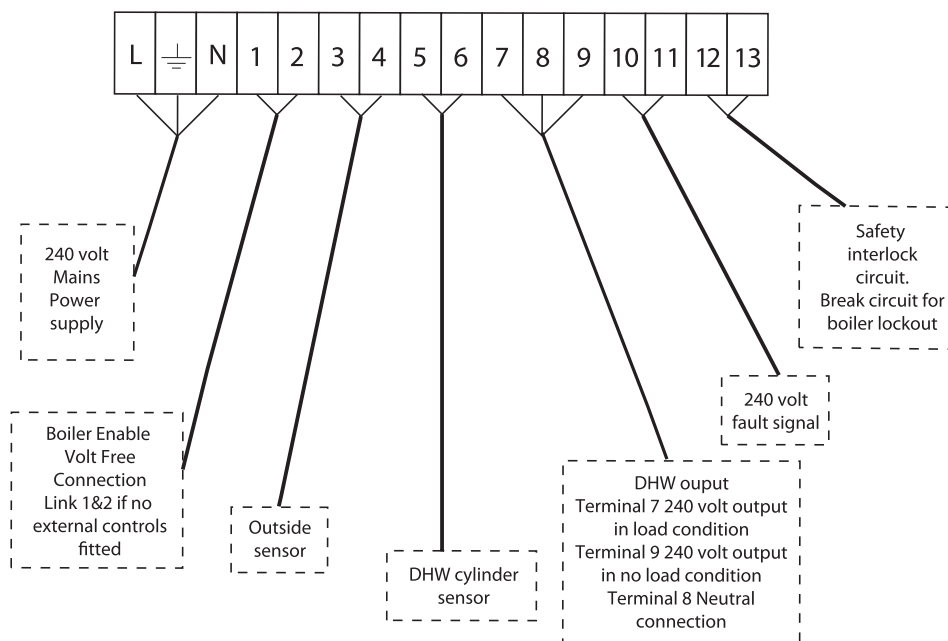 L N 1 2 3 4 5 6 7 8 9 10 11 12 13
240 volt
Mains
Power
supply
Boiler Enable
Volt Free
Connection
Link 1&2 if no
external controls
fitted
Outside
sensor
DHW cylinder
sensor
DHW ouput
Terminal 7 240 volt output
in load condition
Terminal 9 240 volt output
in no load condition
Terminal 8 Neutral
connection
240 volt
fault signal
Safety
interlock
circuit.
Break circuit for
boiler lockout